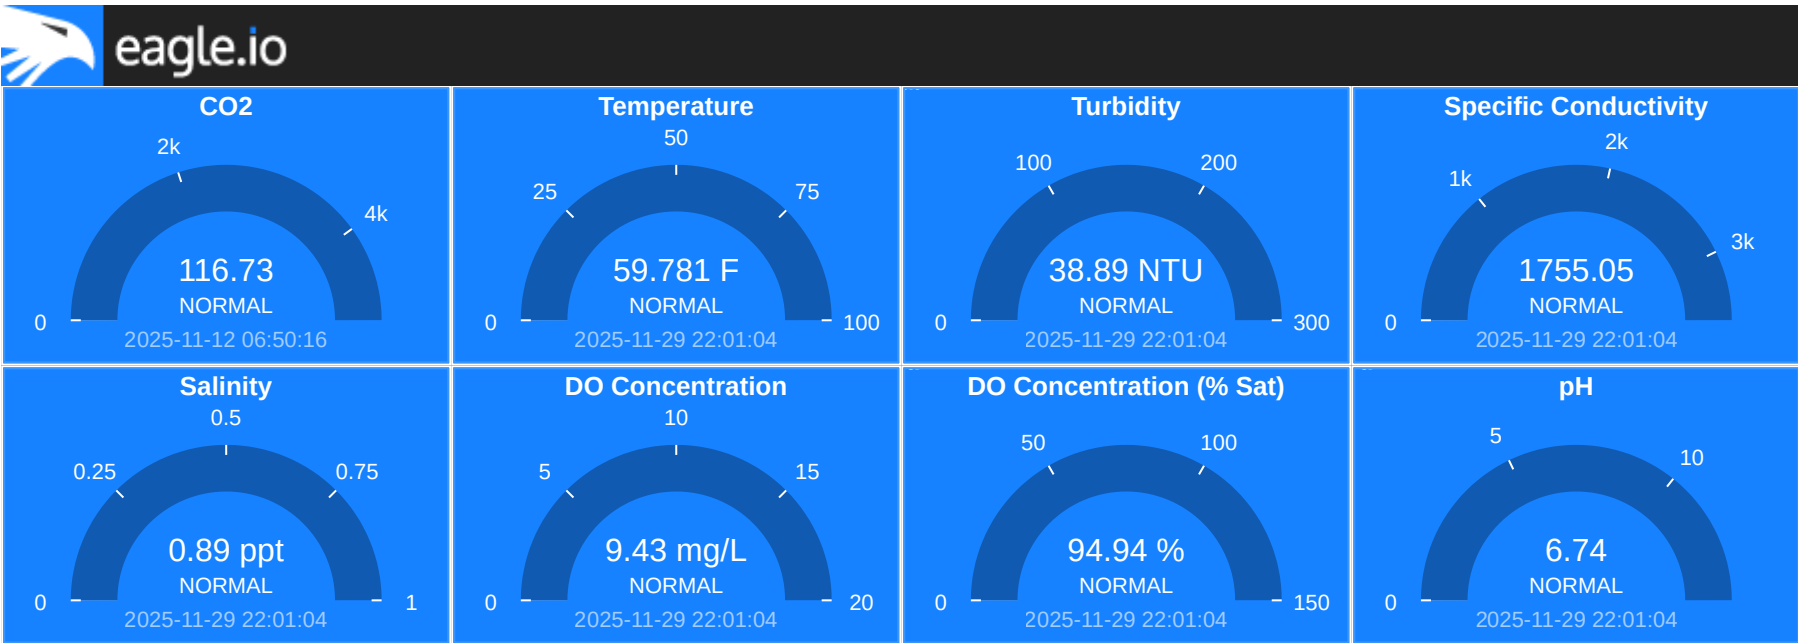 eagle.io
CO2
2k
4k
0
116.73
NORMAL
2025-11-12 06:50:16
Temperature
50
25
75
0
100
59.781 F
NORMAL
2025-11-29 22:01:04
Turbidity
100
200
0
300
38.89 NTU
NORMAL
2025-11-29 22:01:04
Specific Conductivity
2k
1k
3k
0
1755.05
NORMAL
2025-11-29 22:01:04
Salinity
0.5
0.25
0.75
0
1
0.89 ppt
NORMAL
2025-11-29 22:01:04
DO Concentration
10
5
15
0
20
9.43 mg/L
NORMAL
2025-11-29 22:01:04
DO Concentration (% Sat)
50
100
0
150
94.94 %
NORMAL
2025-11-29 22:01:04
pH
5
10
0
6.74
NORMAL
2025-11-29 22:01:04